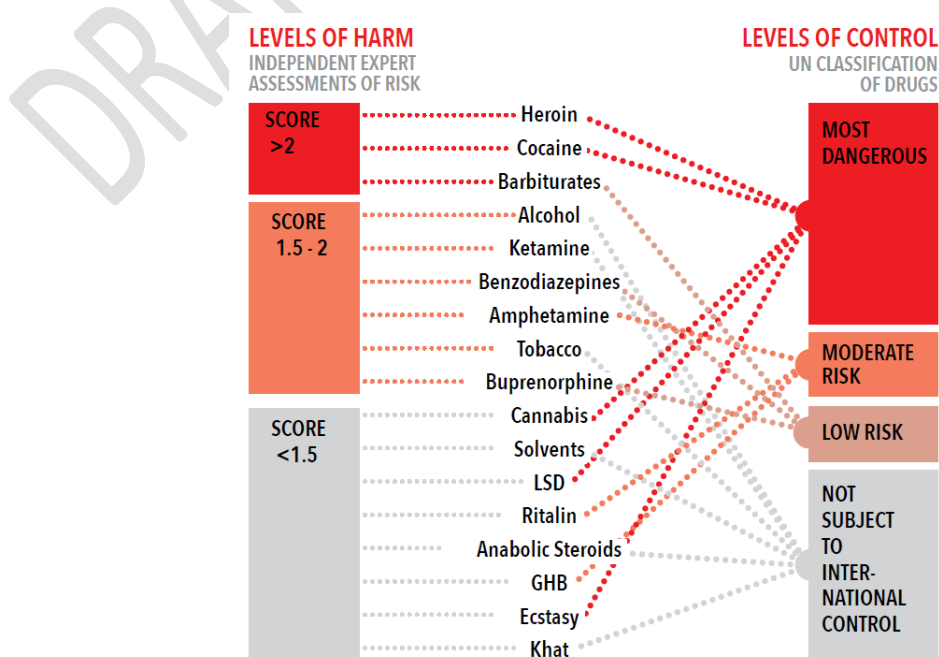 DRA
LEVELS OF HARM
INDEPENDENT EXPERT
ASSESSMENTS OF RISK
LEVELS OF CONTROL
UN CLASSIFICATION
OF DRUGS
SCORE
>2
SCORE
1.5 - 2
SCORE
<1.5
Heroin
Cocaine
Barbiturates
Alcohol
Ketamine
Benzodiazepines
Amphetamine
Tobacco
Buprenorphine
Cannabis
Solvents
LSD
Ritalin
Anabolic Steroids
GHB
Ecstasy
Khat
MOST
DANGEROUS
MODERATE
RISK
LOW RISK
NOT
SUBJECT
TO
INTER-
NATIONAL
CONTROL